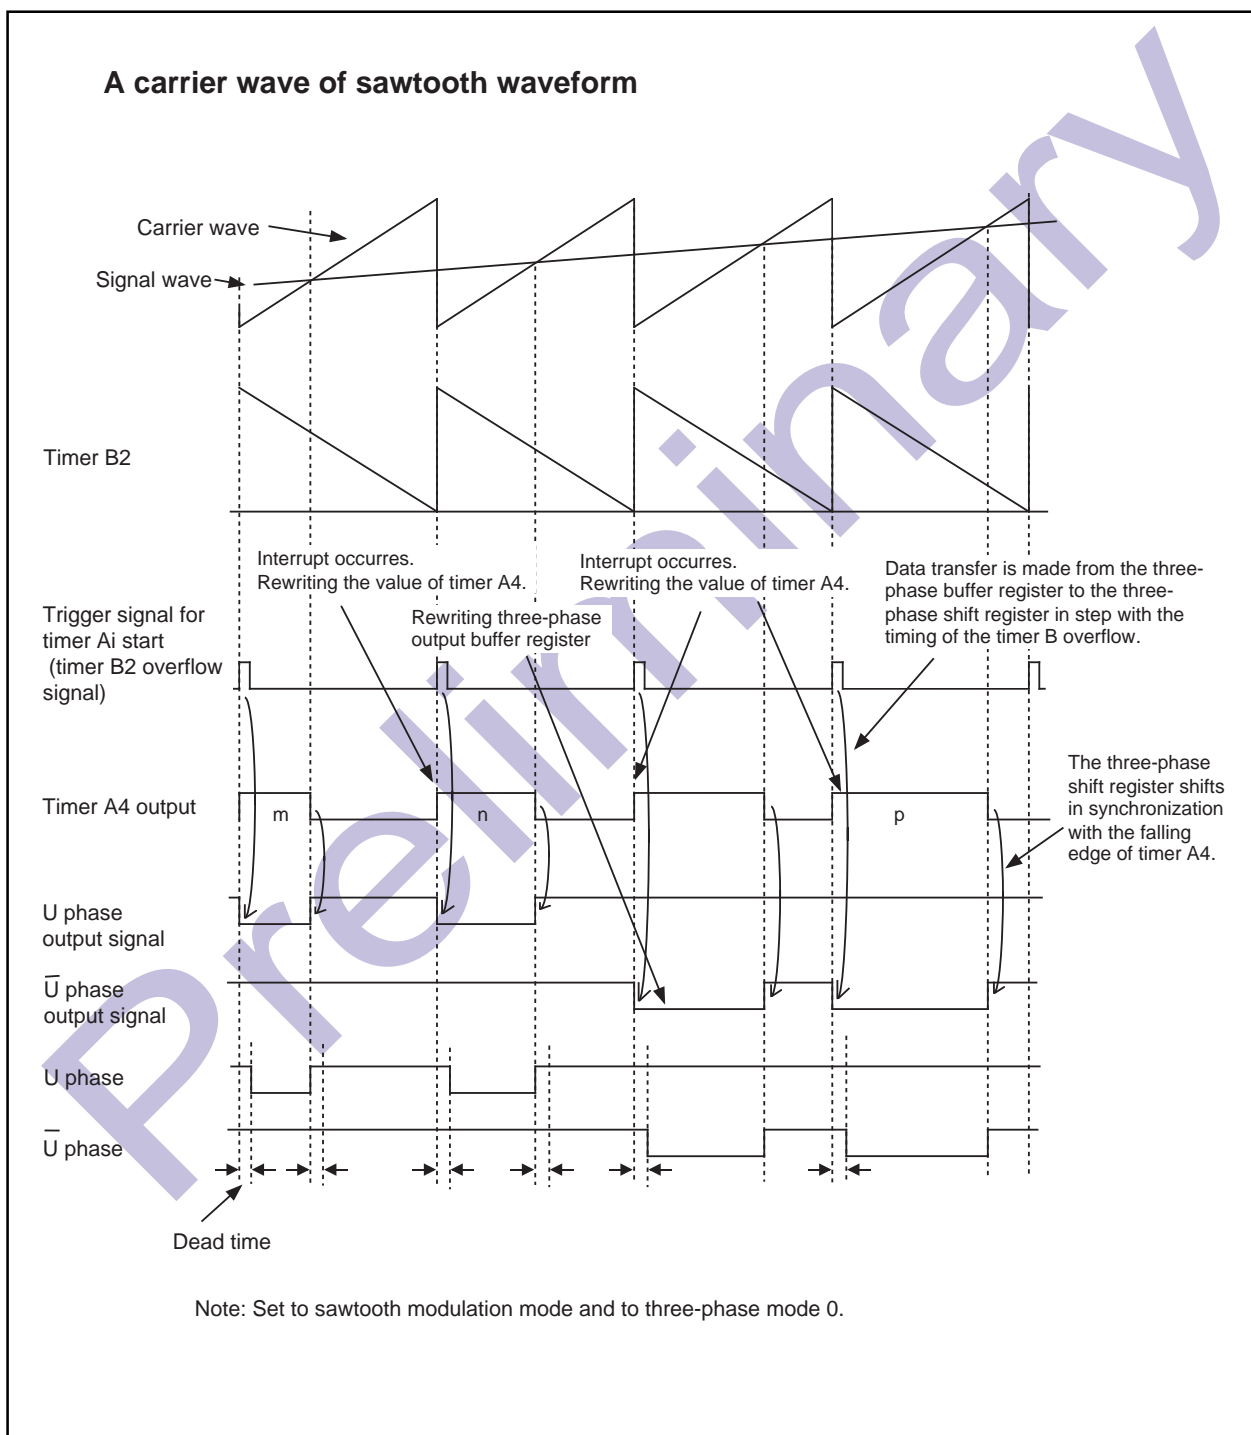 A carrier wave of sawtooth waveform
Carrier wave
Signal wave
Timer B2
Interrupt occurres.
Rewriting the value of timer A4.
Interrupt occurres.
Rewriting the value of timer A4.
Data transfer is made from the three-
phase buffer register to the three-
phase shift register in step with the
timing of the timer B overflow.
Rewriting three-phase
output buffer register
Trigger signal for
timer Ai start
(timer B2 overflow
signal)
The three-phase
shift register shifts
in synchronization
with the falling
edge of timer A4.
Timer A4 output
m
n
p
U phase
output signal
U̅ phase
output signal
U phase
U̅ phase
Dead time
Note: Set to sawtooth modulation mode and to three-phase mode 0.
Preliminary